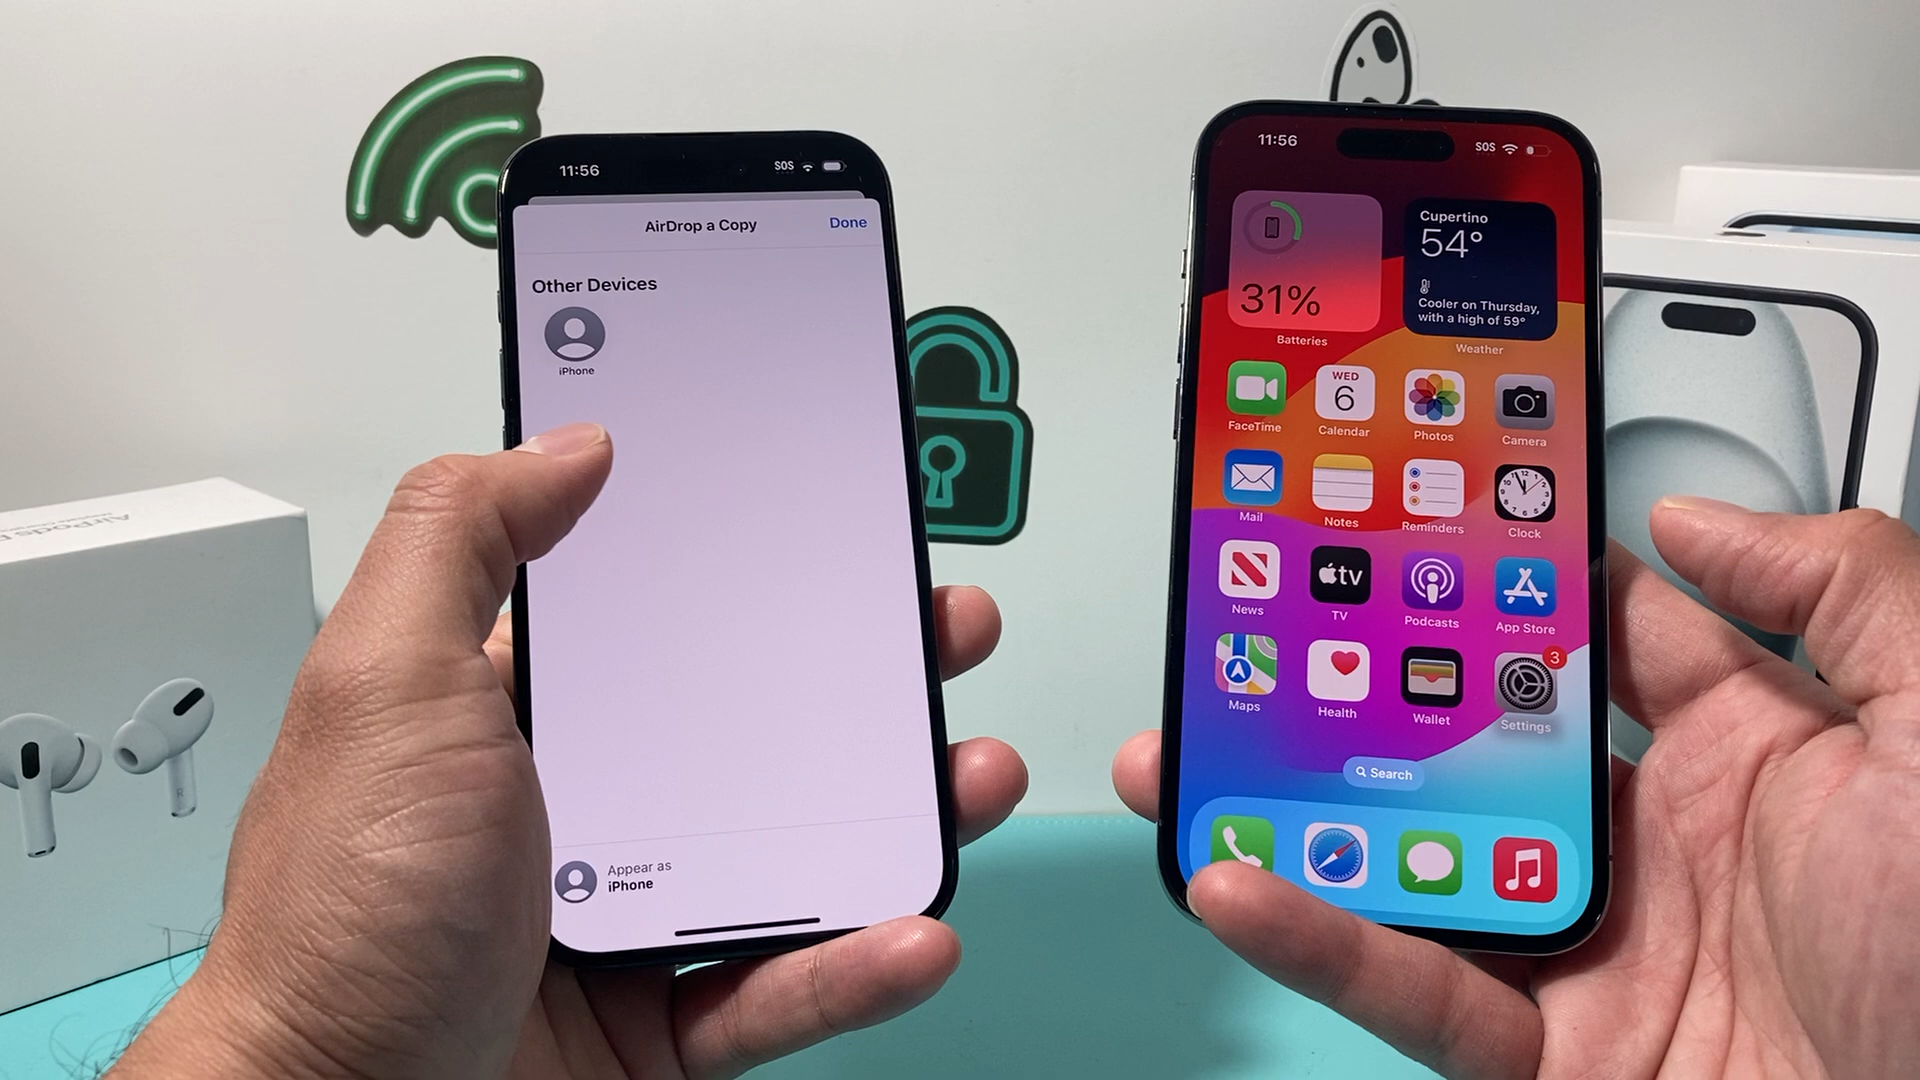 11:56
SOS
AirDrop a Copy
Done
Other Devices
iPhone
Appear as
iPhone
11:56
SOS
31%
Batteries
Cupertino
54°
Cooler on Thursday,
with a high of 59°
Weather
FaceTime
WED
6
Calendar
Photos
Camera
Mail
Notes
Reminders
Clock
News
tv
TV
Podcasts
App Store
Maps
Health
Wallet
3
Settings
Search
AirPods
R